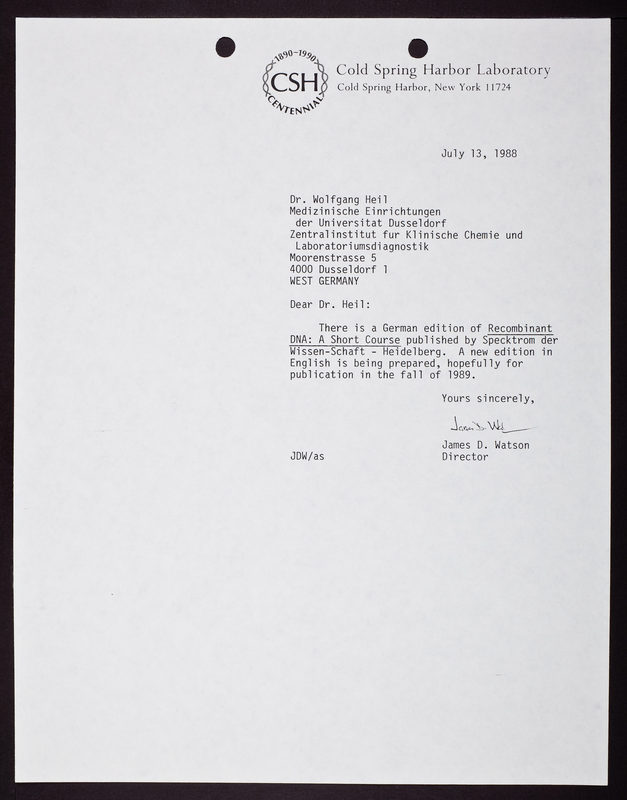 1890-1990
CSH
CENTENNIAL
Cold Spring Harbor Laboratory
Cold Spring Harbor, New York 11724
July 13, 1988
Dr. Wolfgang Heil
Medizinische Einrichtungen
der Universitat Dusseldorf
Zentralinstitut fur Klinische Chemie und
Laboratoriumsdiagnostik
Moorenstrasse 5
4000 Dusseldorf 1
WEST GERMANY
Dear Dr. Heil:
There is a German edition of Recombinant
DNA: A Short Course published by Specktrom der
Wissen-Schaft - Heidelberg. A new edition in
English is being prepared, hopefully for
publication in the fall of 1989.
Yours sincerely,
James D. Watson
JDW/as
Director